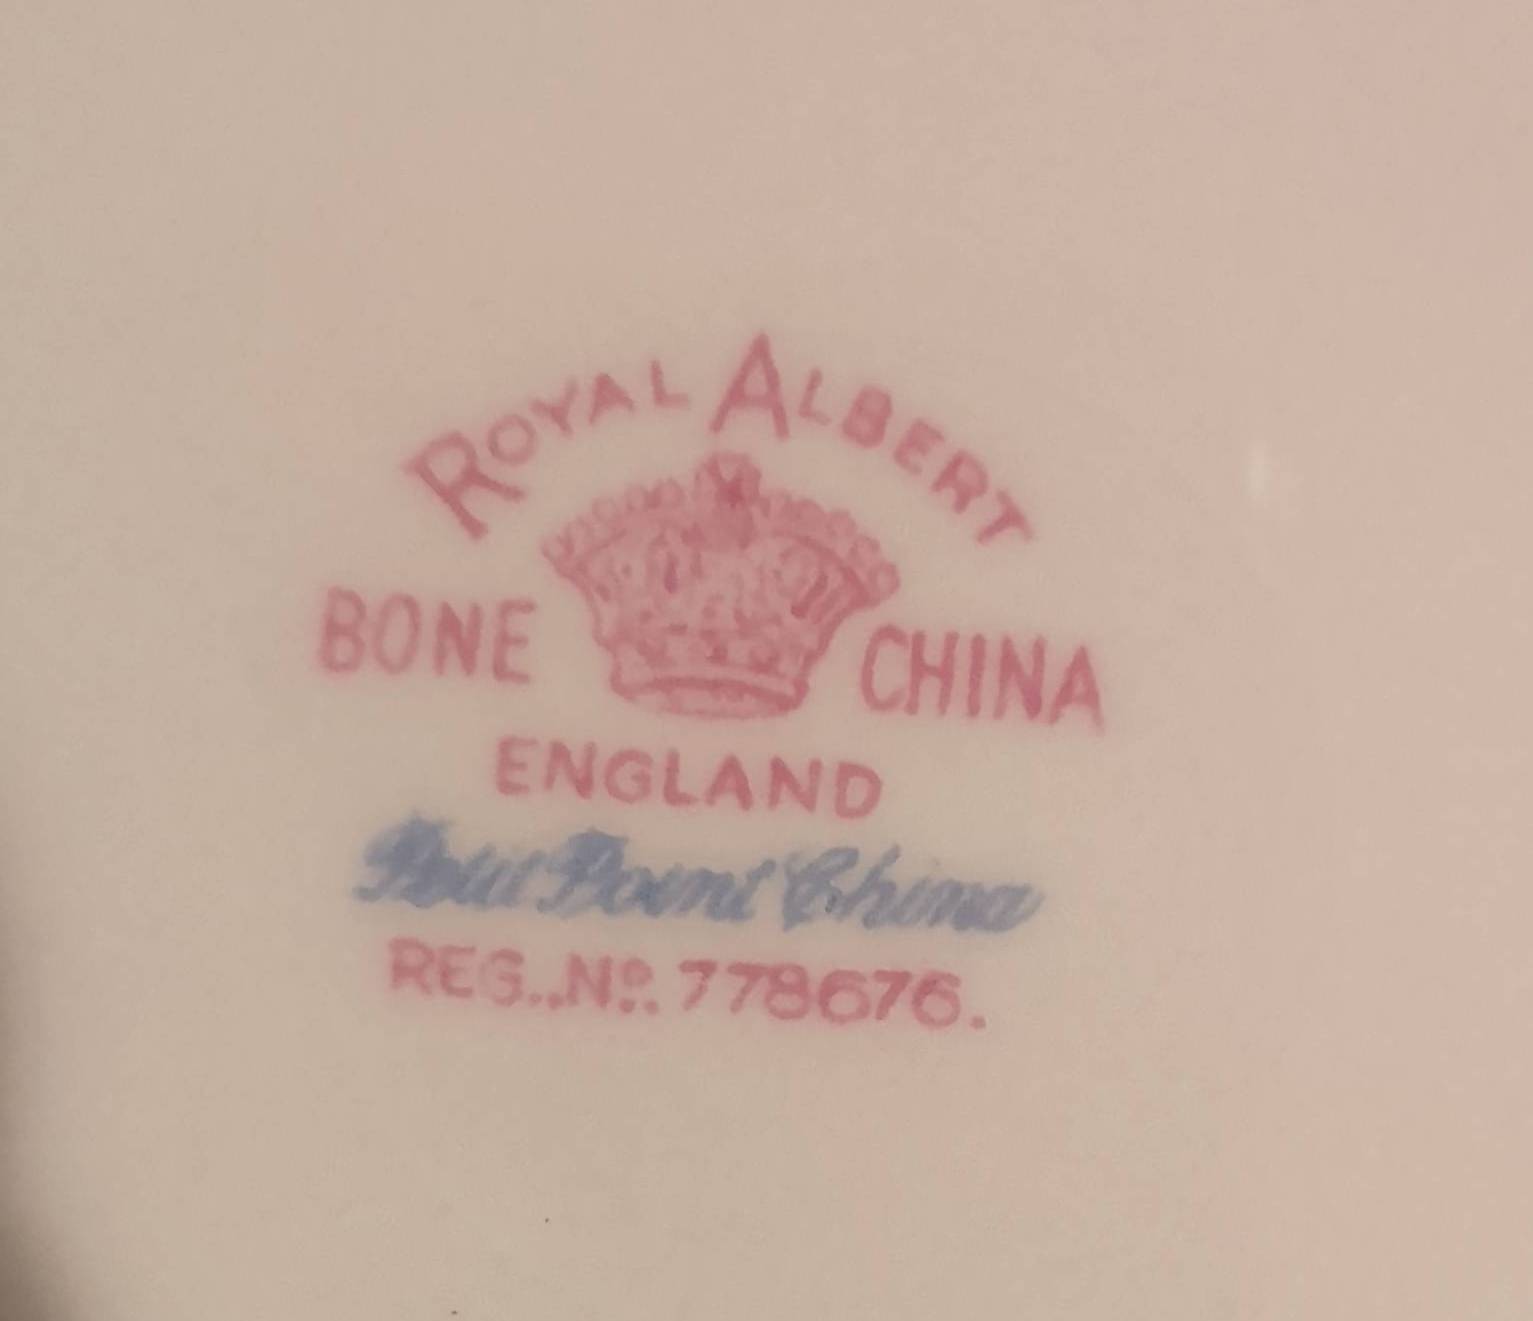 ROYAL ALBERT
BONE CHINA
ENGLAND
Petit Point China
REG..No. 778676.